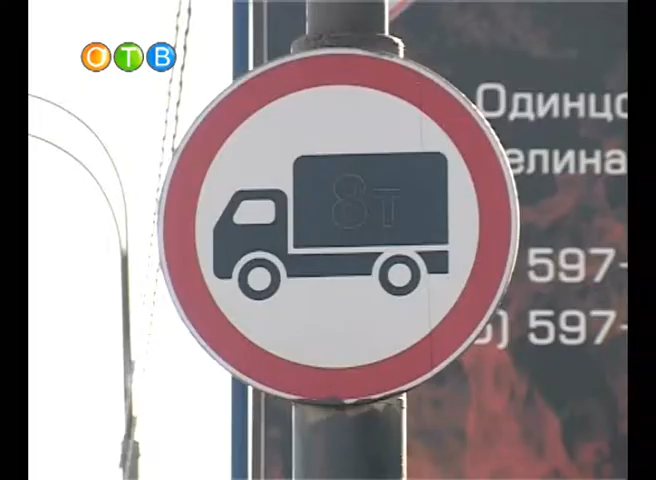 ОТВ
8т
Одинцо
елина
597-
) 597-